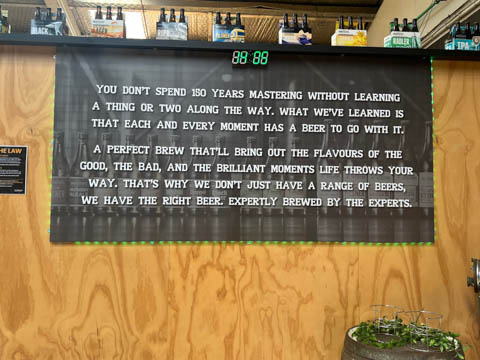 BLACK
RADLER
88:88
YOU DON'T SPEND 150 YEARS MASTERING WITHOUT LEARNING
A THING OR TWO ALONG THE WAY. WHAT WE'VE LEARNED IS
THAT EACH AND EVERY MOMENT HAS A BEER TO GO WITH IT.
A PERFECT BREW THAT'LL BRING OUT THE FLAVOURS OF THE
GOOD, THE BAD, AND THE BRILLIANT MOMENTS LIFE THROWS YOUR
WAY. THAT'S WHY WE DON'T JUST HAVE A RANGE OF BEERS,
WE HAVE THE RIGHT BEER. EXPERTLY BREWED BY THE EXPERTS.
THE LAW